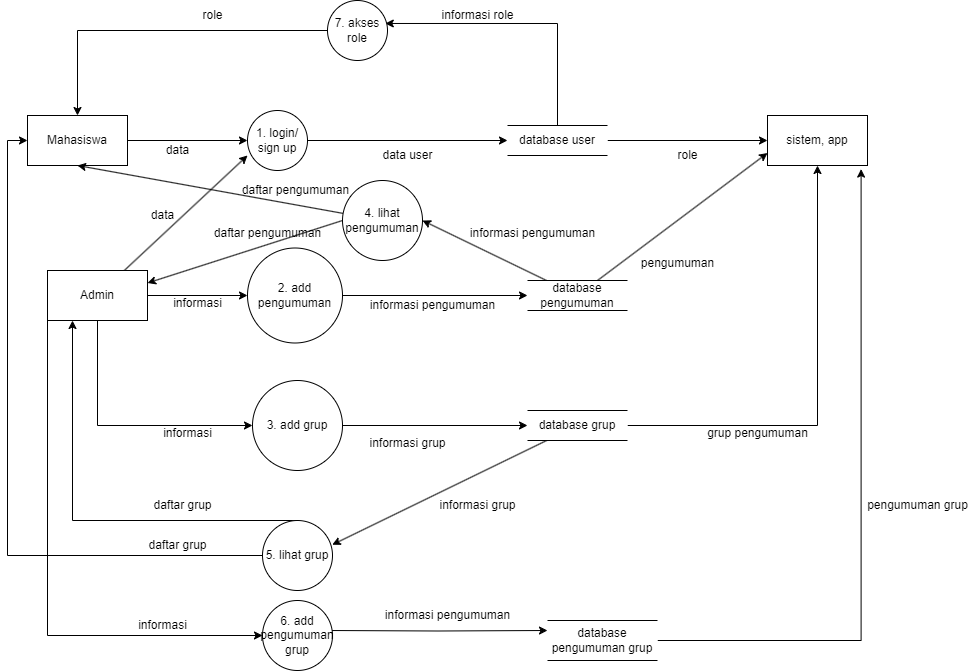 role
informasi role
7. akses
role
Mahasiswa
data
1. login/
sign up
data user
database user
role
sistem, app
daftar pengumuman
data
4. lihat
pengumuman
daftar pengumuman
informasi pengumuman
pengumuman
Admin
informasi
2. add
pengumuman
informasi pengumuman
database
pengumuman
informasi
3. add grup
informasi grup
database grup
grup pengumuman
daftar grup
informasi grup
pengumuman grup
daftar grup
5. lihat grup
informasi
6. add
pengumuman
grup
informasi pengumuman
database
pengumuman grup